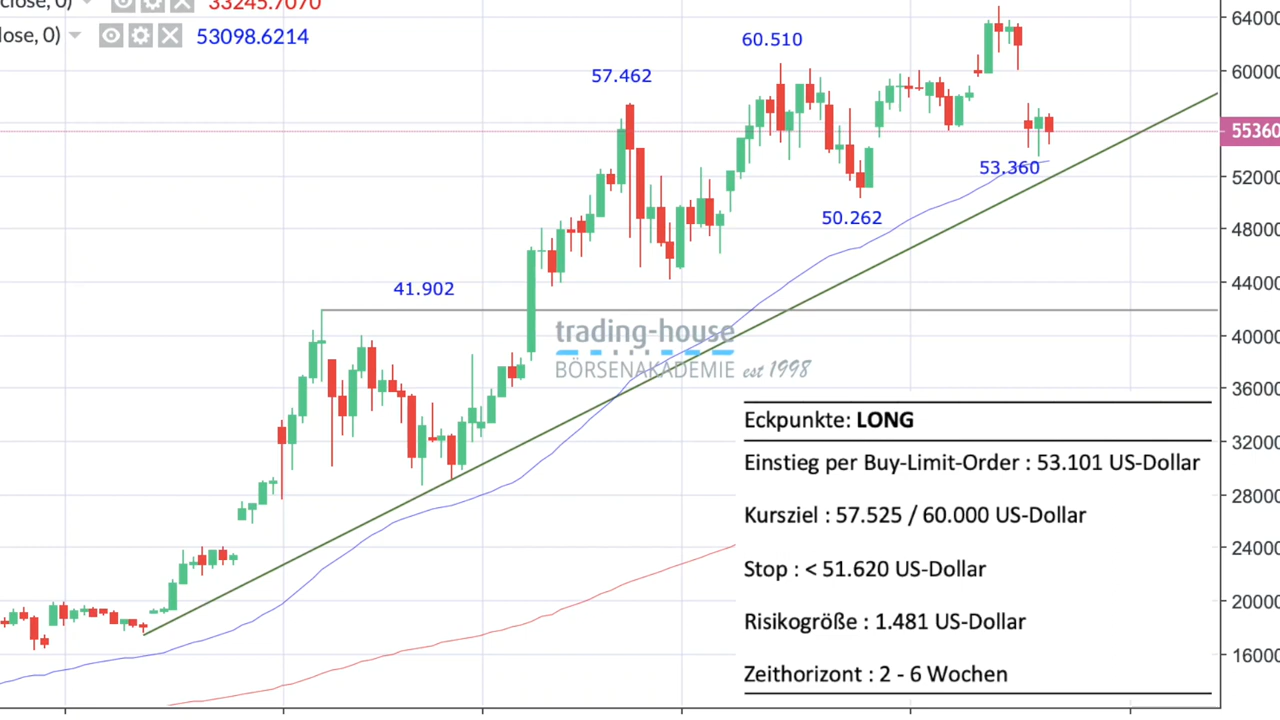 close, 0) 33245.7070
lose, 0) 53098.6214
64000
60.510
57.462
60000
55360
53.360
52000
50.262
48000
44000
41.902
trading-house
BÖRSENAKADEMIE est 1998
40000
36000
Eckpunkte: LONG
32000
Einstieg per Buy-Limit-Order : 53.101 US-Dollar
28000
Kursziel : 57.525 / 60.000 US-Dollar
24000
Stop : < 51.620 US-Dollar
20000
Risikogröße : 1.481 US-Dollar
16000
Zeithorizont : 2 - 6 Wochen